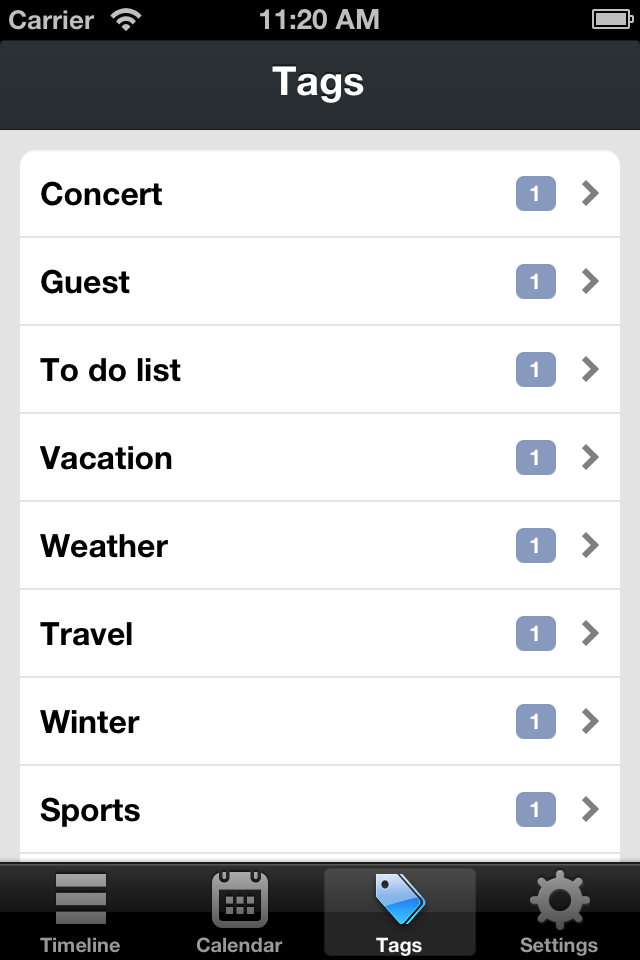 Carrier 11:20 AM
Tags
Concert 1
Guest 1
To do list 1
Vacation 1
Weather 1
Travel 1
Winter 1
Sports 1
Timeline Calendar Tags Settings